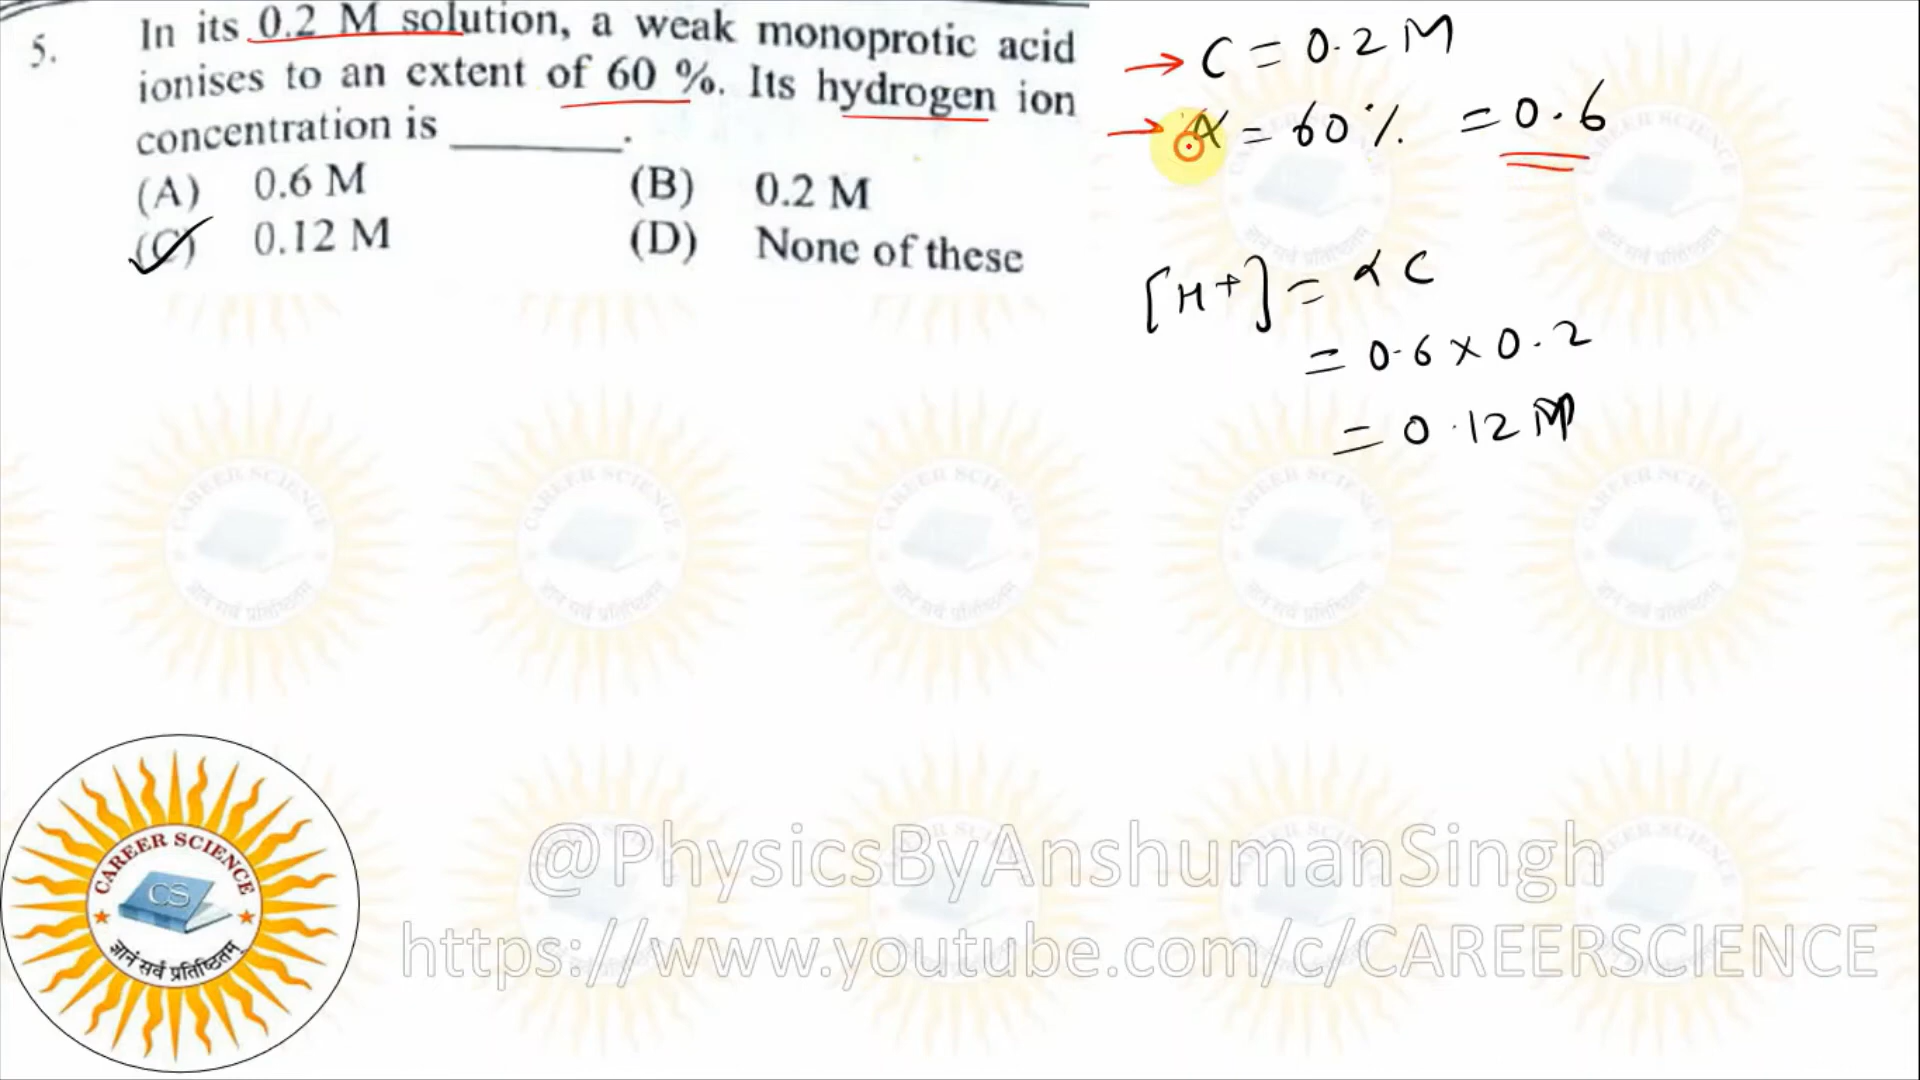 5. In its 0.2 M solution, a weak monoprotic acid
ionises to an extent of 60 %. Its hydrogen ion
concentration is ________.
(A) 0.6 M (B) 0.2 M
(C) 0.12 M (D) None of these
C = 0.2 M
α = 60% = 0.6
[H+] = α C
= 0.6 × 0.2
= 0.12 M
CAREER SCIENCE
CS
ज्ञानं सर्वं प्रतिष्ठितम्
@PhysicsByAnshumanSingh
https://www.youtube.com/c/CAREERSCIENCE